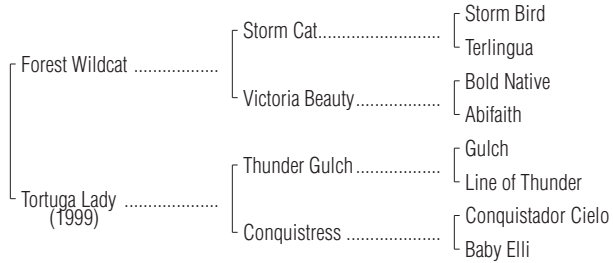 Storm Bird
Storm Cat........................
Terlingua
Forest Wildcat .................
Bold Native
Victoria Beauty.................
Abifaith
Gulch
Thunder Gulch .................
Line of Thunder
Tortuga Lady ...................
(1999)
Conquistador Cielo
Conquistress ...................
Baby Elli